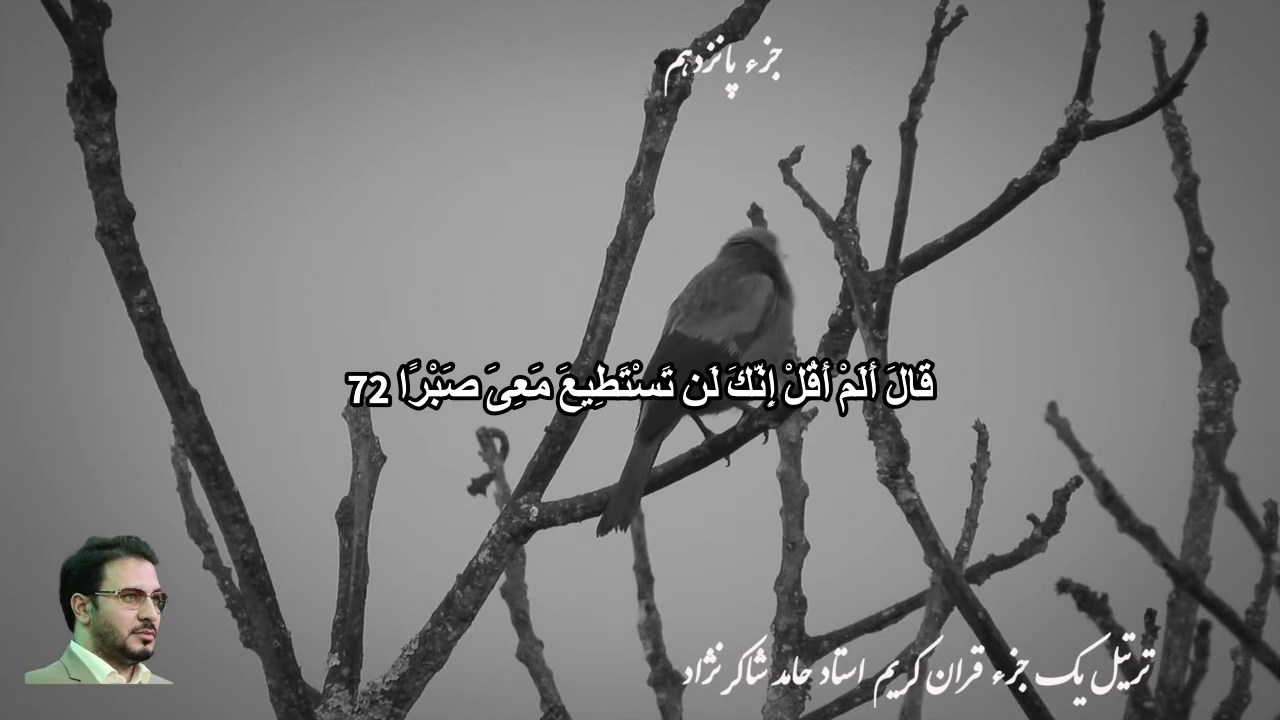 جزء پانزدهم
قَالَ أَلَمْ أَقُلْ إِنَّكَ لَن تَسْتَطِيعَ مَعِىَ صَبْرًا 72
ترتیل یک جزء قران کریم استاد حامد شاکر نژاد